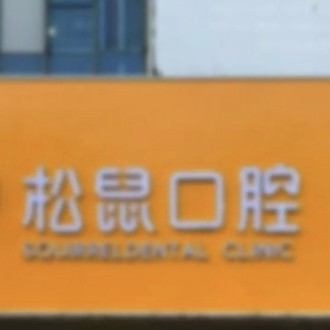 松鼠口腔
SQUIRRELDENTAL CLINIC